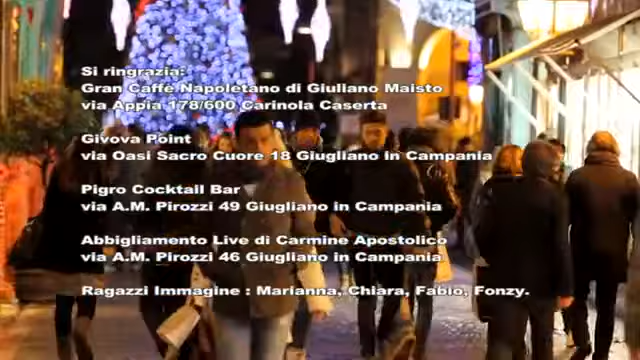 Si ringrazia:
Gran Caffè Napoletano di Giuliano Maisto
via Appia 178/600 Carinola Caserta
Givova Point
via Oasi Sacro Cuore 18 Giugliano in Campania
Pigro Cocktail Bar
via A.M. Pirozzi 49 Giugliano in Campania
Abbigliamento Live di Carmine Apostolico
via A.M. Pirozzi 46 Giugliano in Campania
Ragazzi Immagine : Marianna, Chiara, Fabio, Fonzy.